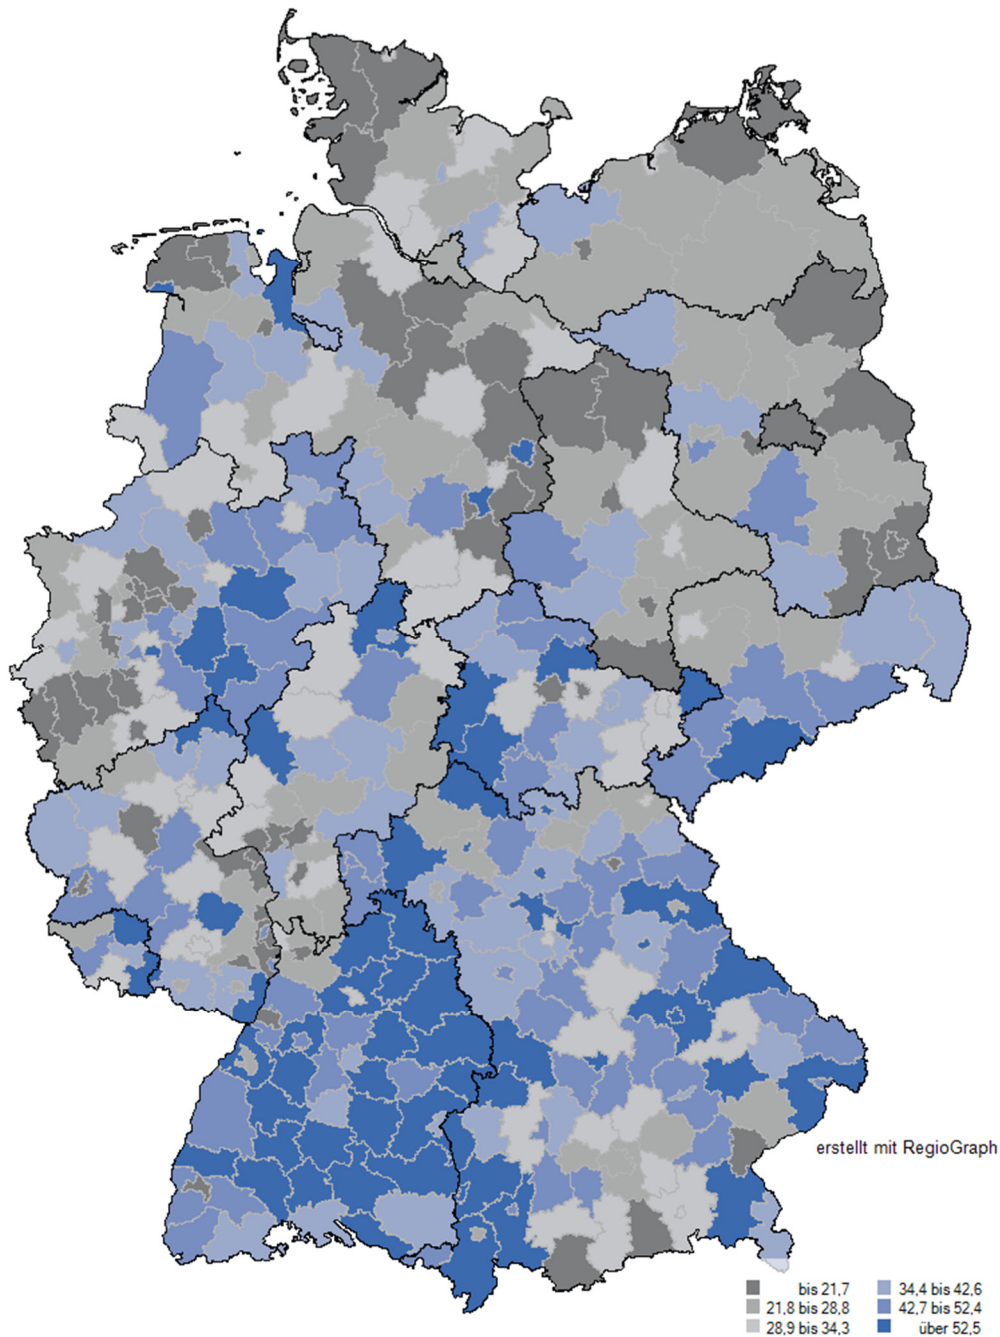 erstellt mit RegioGraph
bis 21,7
21,8 bis 28,8
28,9 bis 34,3
34,4 bis 42,6
42,7 bis 52,4
über 52,5